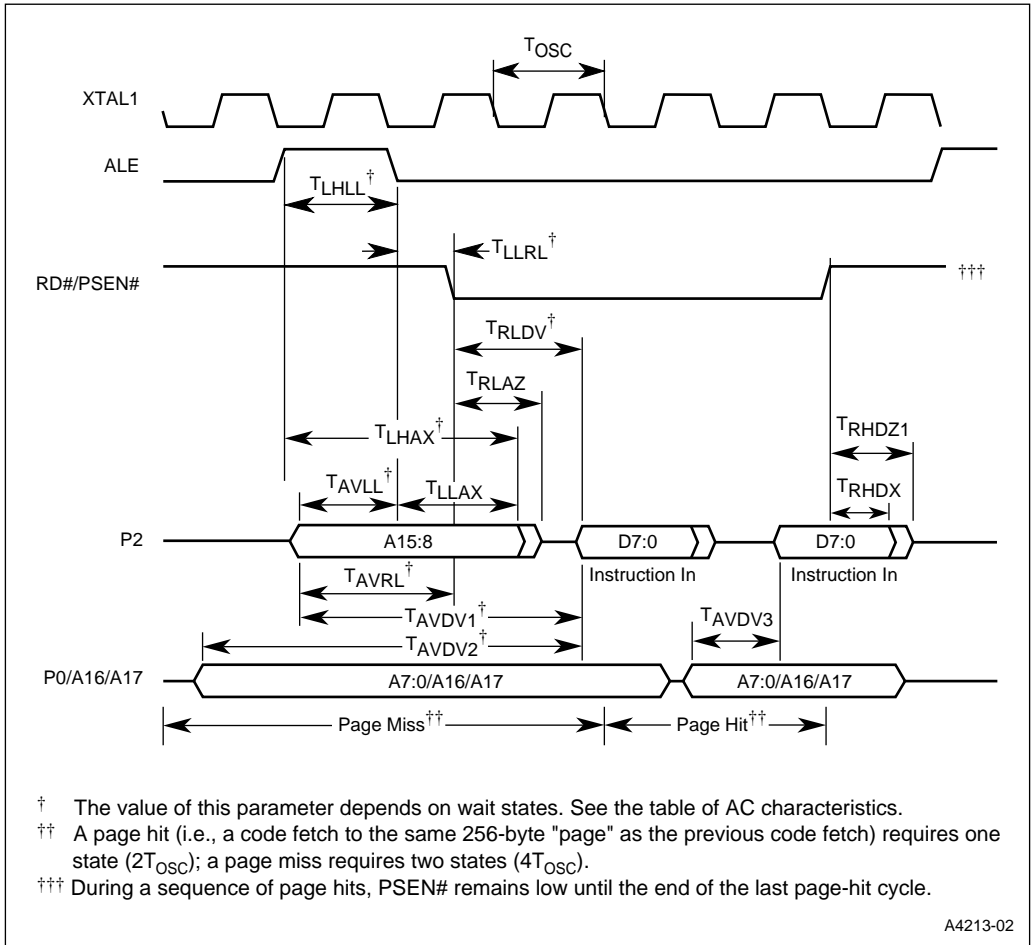 TOSC
XTAL1
ALE
TLHLL†
TLLRL†
RD#/PSEN#
†††
TRLDV†
TRLAZ
TLHAX†
TRHDZ1
TAVLL†
TLLAX
TRHDX
P2
A15:8
D7:0
D7:0
Instruction In
Instruction In
TAVRL†
TAVDV1†
TAVDV3
TAVDV2†
P0/A16/A17
A7:0/A16/A17
A7:0/A16/A17
Page Miss††
Page Hit††
† The value of this parameter depends on wait states. See the table of AC characteristics.
†† A page hit (i.e., a code fetch to the same 256-byte "page" as the previous code fetch) requires one
state (2TOSC); a page miss requires two states (4TOSC).
††† During a sequence of page hits, PSEN# remains low until the end of the last page-hit cycle.
A4213-02